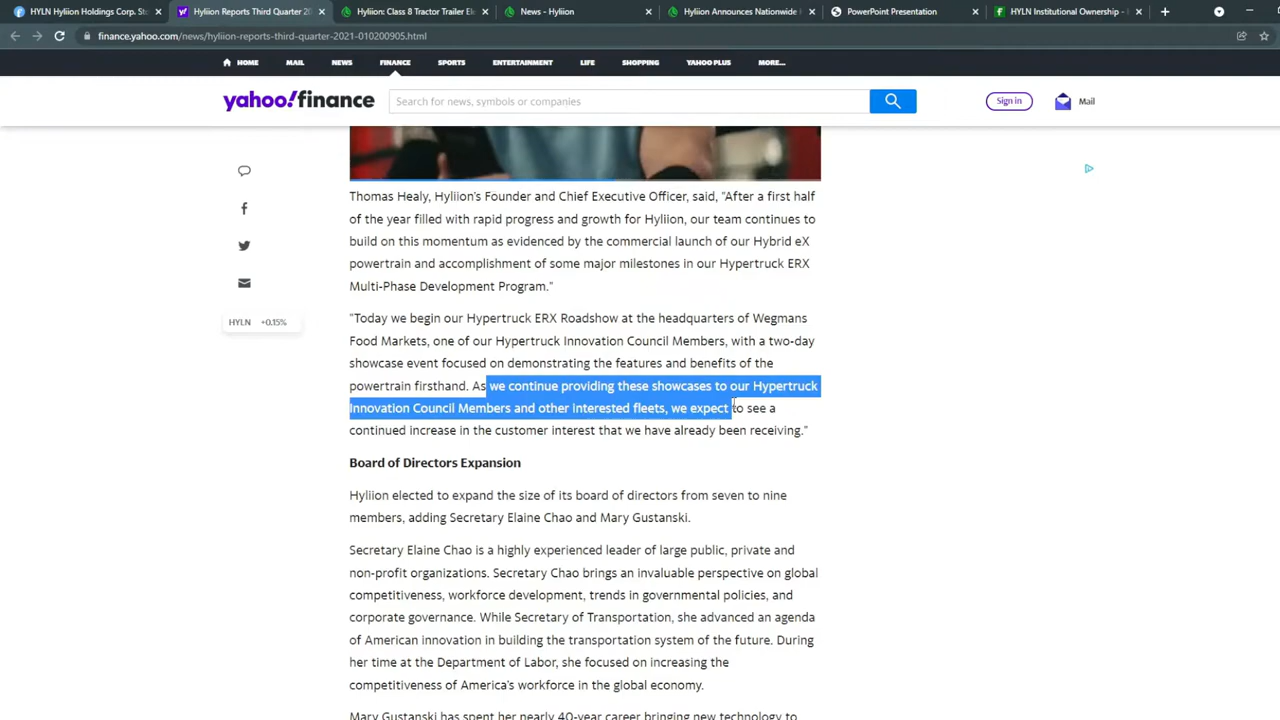 HYLN Hyliion Holdings Corp. St
Hyliion Reports Third Quarter 20
Hyliion: Class 8 Tractor Trailer Ele
News - Hyliion
Hyliion Announces Nationwide
PowerPoint Presentation
HYLN Institutional Ownership -
finance.yahoo.com/news/hyliion-reports-third-quarter-2021-010200905.html
HOME MAIL NEWS FINANCE SPORTS ENTERTAINMENT LIFE SHOPPING YAHOO PLUS MORE...
yahoo!finance
Search for news, symbols or companies
Sign in
Mail
Thomas Healy, Hyliion's Founder and Chief Executive Officer, said, "After a first half
of the year filled with rapid progress and growth for Hyliion, our team continues to
build on this momentum as evidenced by the commercial launch of our Hybrid eX
powertrain and accomplishment of some major milestones in our Hypertruck ERX
Multi-Phase Development Program."
"Today we begin our Hypertruck ERX Roadshow at the headquarters of Wegmans
Food Markets, one of our Hypertruck Innovation Council Members, with a two-day
showcase event focused on demonstrating the features and benefits of the
powertrain firsthand. As we continue providing these showcases to our Hypertruck
Innovation Council Members and other interested fleets, we expect to see a
continued increase in the customer interest that we have already been receiving."
HYLN +0.15%
Board of Directors Expansion
Hyliion elected to expand the size of its board of directors from seven to nine
members, adding Secretary Elaine Chao and Mary Gustanski.
Secretary Elaine Chao is a highly experienced leader of large public, private and
non-profit organizations. Secretary Chao brings an invaluable perspective on global
competitiveness, workforce development, trends in governmental policies, and
corporate governance. While Secretary of Transportation, she advanced an agenda
of American innovation in building the transportation system of the future. During
her time at the Department of Labor, she focused on increasing the
competitiveness of America's workforce in the global economy.
Mary Gustanski has spent her nearly 40-year career bringing new technology to